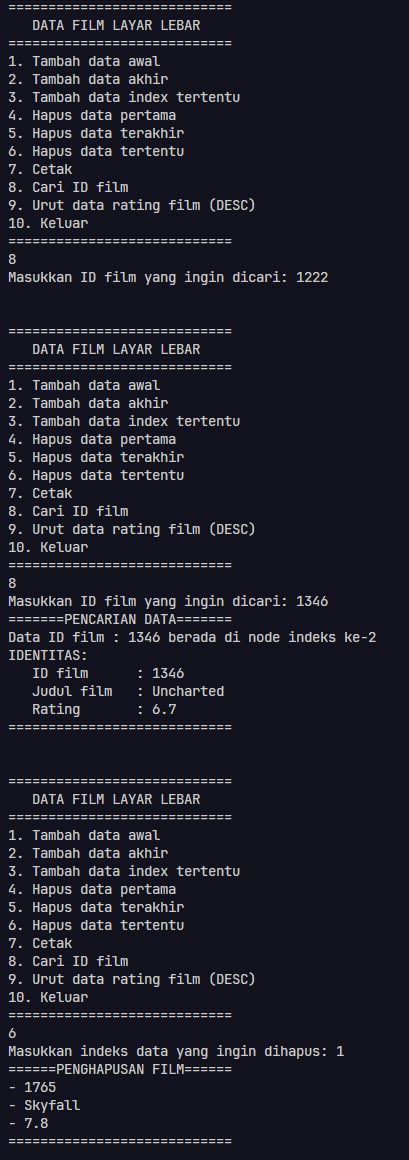 ============================
   DATA FILM LAYAR LEBAR
============================
1. Tambah data awal
2. Tambah data akhir
3. Tambah data index tertentu
4. Hapus data pertama
5. Hapus data terakhir
6. Hapus data tertentu
7. Cetak
8. Cari ID film
9. Urut data rating film (DESC)
10. Keluar
============================
8
Masukkan ID film yang ingin dicari: 1222
============================
   DATA FILM LAYAR LEBAR
============================
1. Tambah data awal
2. Tambah data akhir
3. Tambah data index tertentu
4. Hapus data pertama
5. Hapus data terakhir
6. Hapus data tertentu
7. Cetak
8. Cari ID film
9. Urut data rating film (DESC)
10. Keluar
============================
8
Masukkan ID film yang ingin dicari: 1346
=======PENCARIAN DATA=======
Data ID film : 1346 berada di node indeks ke-2
IDENTITAS:
   ID film      : 1346
   Judul film   : Uncharted
   Rating       : 6.7
============================
============================
   DATA FILM LAYAR LEBAR
============================
1. Tambah data awal
2. Tambah data akhir
3. Tambah data index tertentu
4. Hapus data pertama
5. Hapus data terakhir
6. Hapus data tertentu
7. Cetak
8. Cari ID film
9. Urut data rating film (DESC)
10. Keluar
============================
6
Masukkan indeks data yang ingin dihapus: 1
======PENGHAPUSAN FILM======
- 1765
- Skyfall
- 7.8
============================